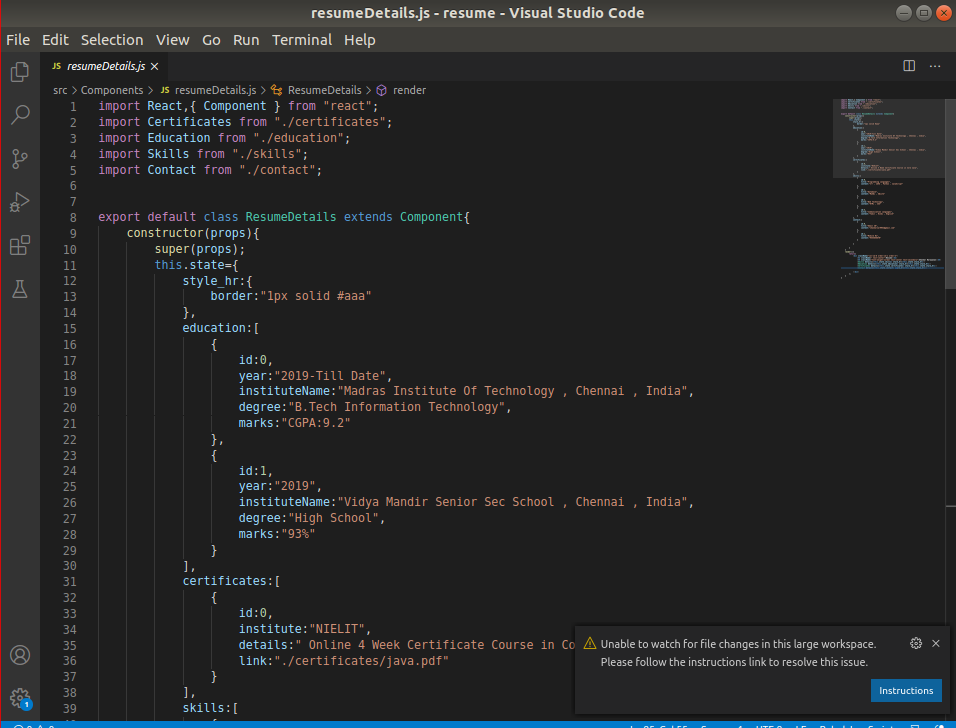 resumeDetails.js - resume - Visual Studio Code
File Edit Selection View Go Run Terminal Help
JS resumeDetails.js
src > Components > JS resumeDetails.js > ResumeDetails > render
1 import React,{ Component } from "react";
2 import Certificates from "./certificates";
3 import Education from "./education";
4 import Skills from "./skills";
5 import Contact from "./contact";
6
7
8 export default class ResumeDetails extends Component{
9 constructor(props){
10 super(props);
11 this.state={
12 style_hr:{
13 border:"1px solid #aaa"
14 },
15 education:[
16 {
17 id:0,
18 year:"2019-Till Date",
19 instituteName:"Madras Institute Of Technology , Chennai , India",
20 degree:"B.Tech Information Technology",
21 marks:"CGPA:9.2"
22 },
23 {
24 id:1,
25 year:"2019",
26 instituteName:"Vidya Mandir Senior Sec School , Chennai , India",
27 degree:"High School",
28 marks:"93%"
29 }
30 ],
31 certificates:[
32 {
33 id:0,
34 institute:"NIELIT",
35 details:" Online 4 Week Certificate Course in Co
36 link:"./certificates/java.pdf"
37 }
38 ],
39 skills:[
Unable to watch for file changes in this large workspace.
Please follow the instructions link to resolve this issue.
Instructions
1